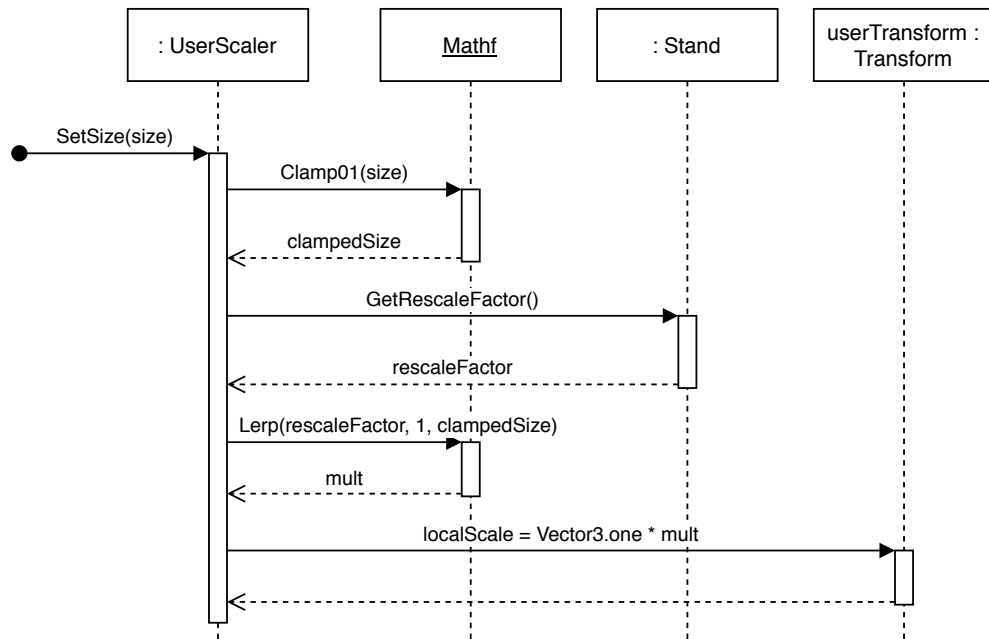 : UserScaler
Mathf
: Stand
userTransform :
Transform
SetSize(size)
Clamp01(size)
clampedSize
GetRescaleFactor()
rescaleFactor
Lerp(rescaleFactor, 1, clampedSize)
mult
localScale = Vector3.one * mult